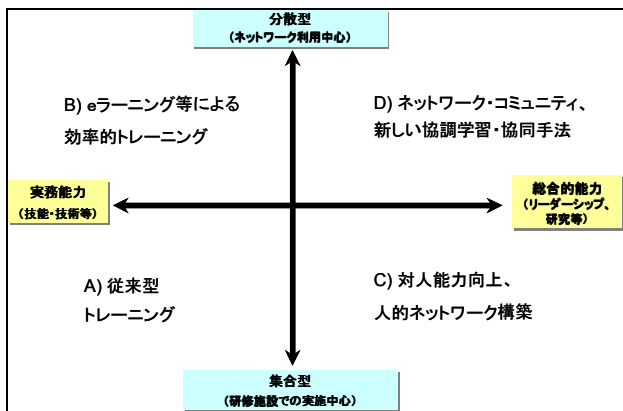 分散型
(ネットワーク利用中心)
B) eラーニング等による
効率的トレーニング
D) ネットワーク・コミュニティ、
新しい協調学習・協同手法
実務能力
(技能・技術等)
総合的能力
(リーダーシップ、
研究等)
A) 従来型
トレーニング
C) 対人能力向上、
人的ネットワーク構築
集合型
(研修施設での実施中心)